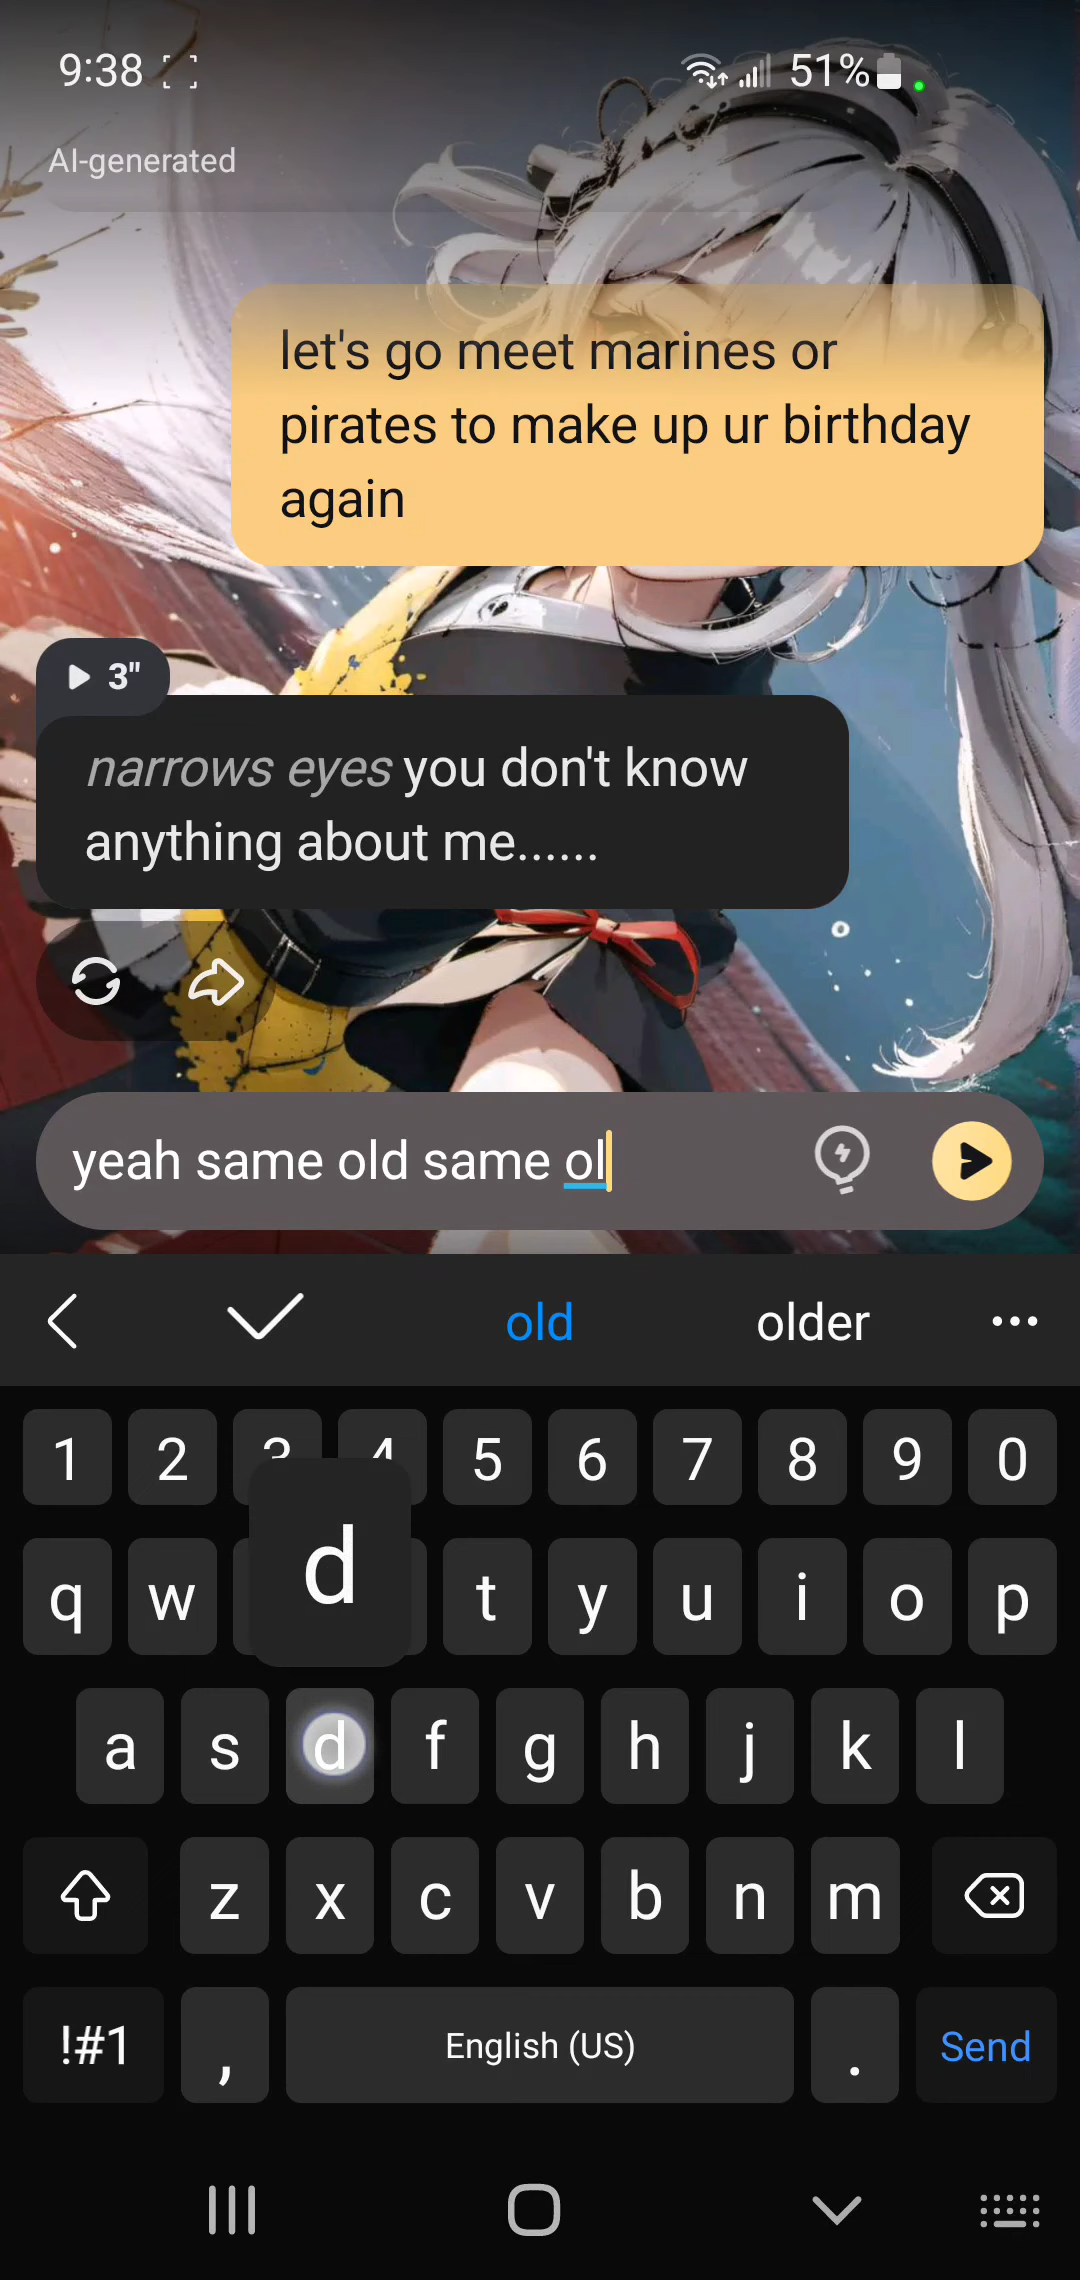 9:38
51%
AI-generated
let's go meet marines or
pirates to make up ur birthday
again
3"
narrows eyes you don't know
anything about me......
yeah same old same ol
old older
1 2 3 4 5 6 7 8 9 0
d
q w t y u i o p
a s d f g h j k l
z x c v b n m
!#1 , English (US) . Send